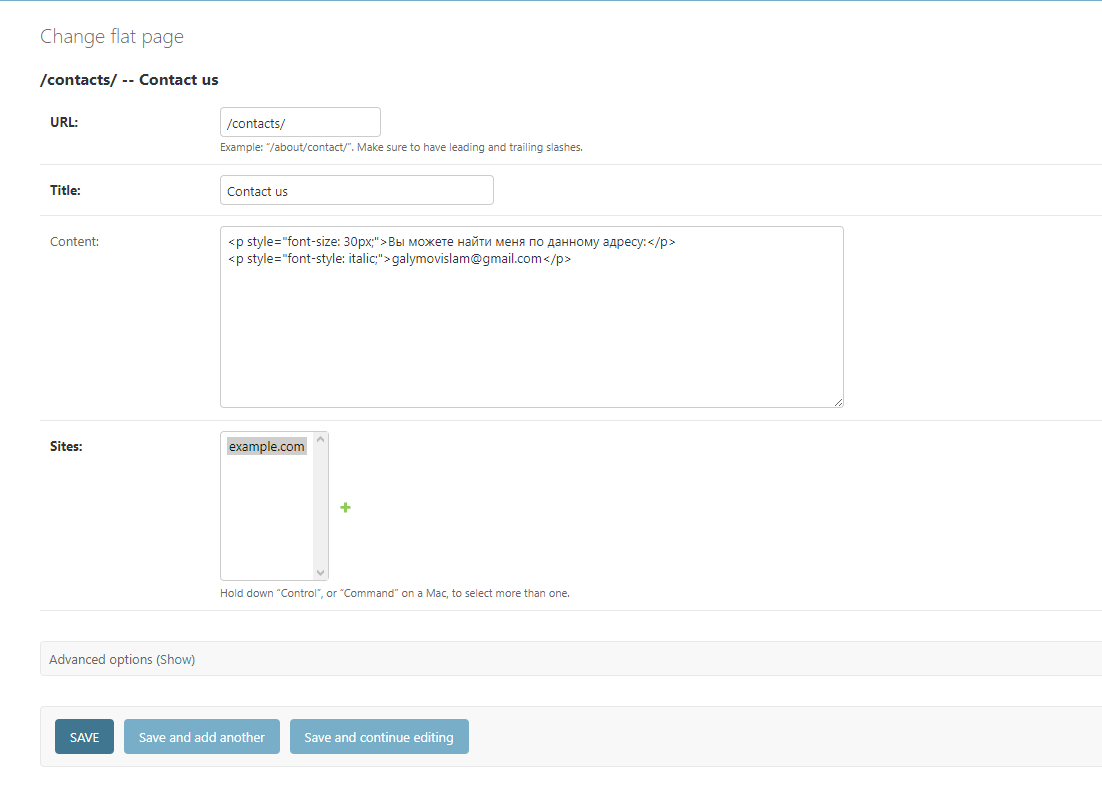 Change flat page
/contacts/ -- Contact us
URL:
/contacts/
Example: “/about/contact/”. Make sure to have leading and trailing slashes.
Title:
Contact us
Content:
<p style="font-size: 30px;">Вы можете найти меня по данному адресу:</p>
<p style="font-style: italic;">galymovislam@gmail.com</p>
Sites:
example.com
Hold down “Control”, or “Command” on a Mac, to select more than one.
Advanced options (Show)
SAVE
Save and add another
Save and continue editing